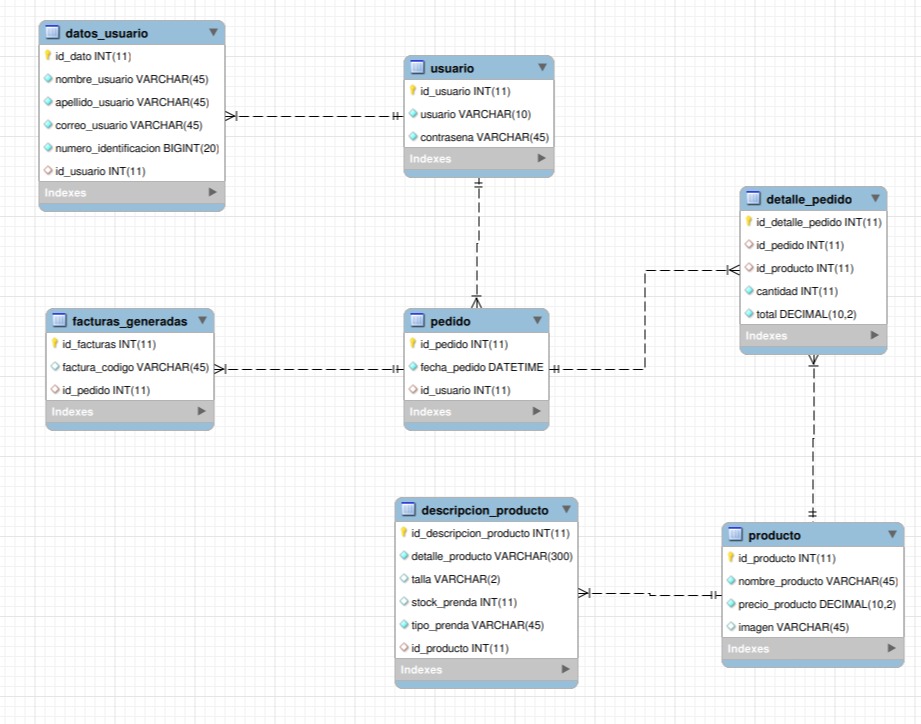 datos_usuario
id_dato INT(11)
nombre_usuario VARCHAR(45)
apellido_usuario VARCHAR(45)
correo_usuario VARCHAR(45)
numero_identificacion BIGINT(20)
id_usuario INT(11)
Indexes
usuario
id_usuario INT(11)
usuario VARCHAR(10)
contrasena VARCHAR(45)
Indexes
detalle_pedido
id_detalle_pedido INT(11)
id_pedido INT(11)
id_producto INT(11)
cantidad INT(11)
total DECIMAL(10,2)
Indexes
facturas_generadas
id_facturas INT(11)
factura_codigo VARCHAR(45)
id_pedido INT(11)
Indexes
pedido
id_pedido INT(11)
fecha_pedido DATETIME
id_usuario INT(11)
Indexes
descripcion_producto
id_descripcion_producto INT(11)
detalle_producto VARCHAR(300)
talla VARCHAR(2)
stock_prenda INT(11)
tipo_prenda VARCHAR(45)
id_producto INT(11)
Indexes
producto
id_producto INT(11)
nombre_producto VARCHAR(45)
precio_producto DECIMAL(10,2)
imagen VARCHAR(45)
Indexes